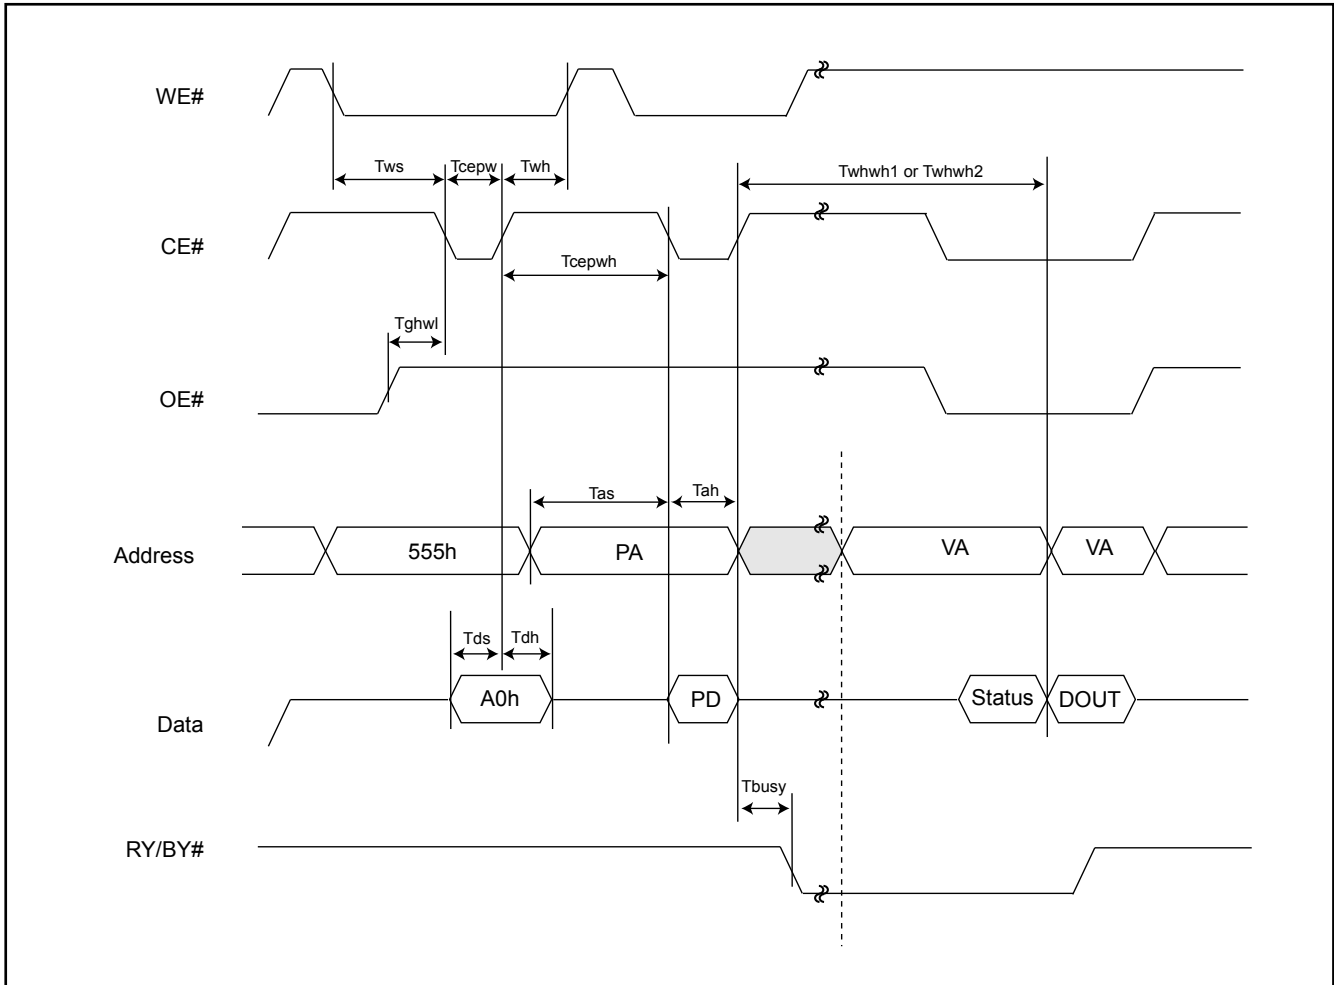 WE#
Tws Tcepw Twh
Twhwh1 or Twhwh2
CE#
Tcepwh
Tghwl
OE#
Tas Tah
Address
555h PA VA VA
Tds Tdh
Data
A0h PD Status DOUT
Tbusy
RY/BY#